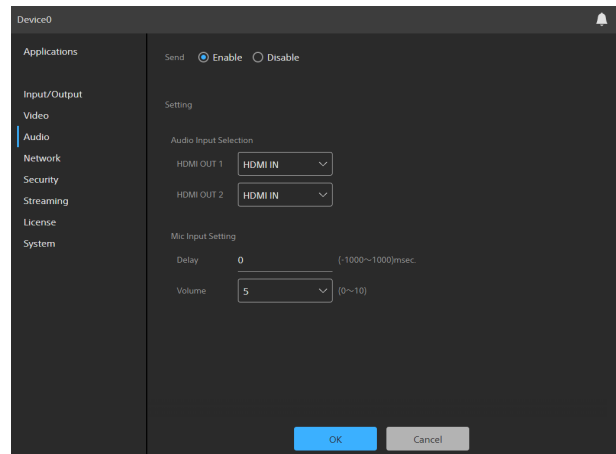 Device0
Applications
Input/Output
Video
Audio
Network
Security
Streaming
License
System
Send Enable Disable
Setting
Audio Input Selection
HDMI OUT 1 HDMI IN
HDMI OUT 2 HDMI IN
Mic Input Setting
Delay 0 (-1000～1000)msec.
Volume 5 (0～10)
OK Cancel